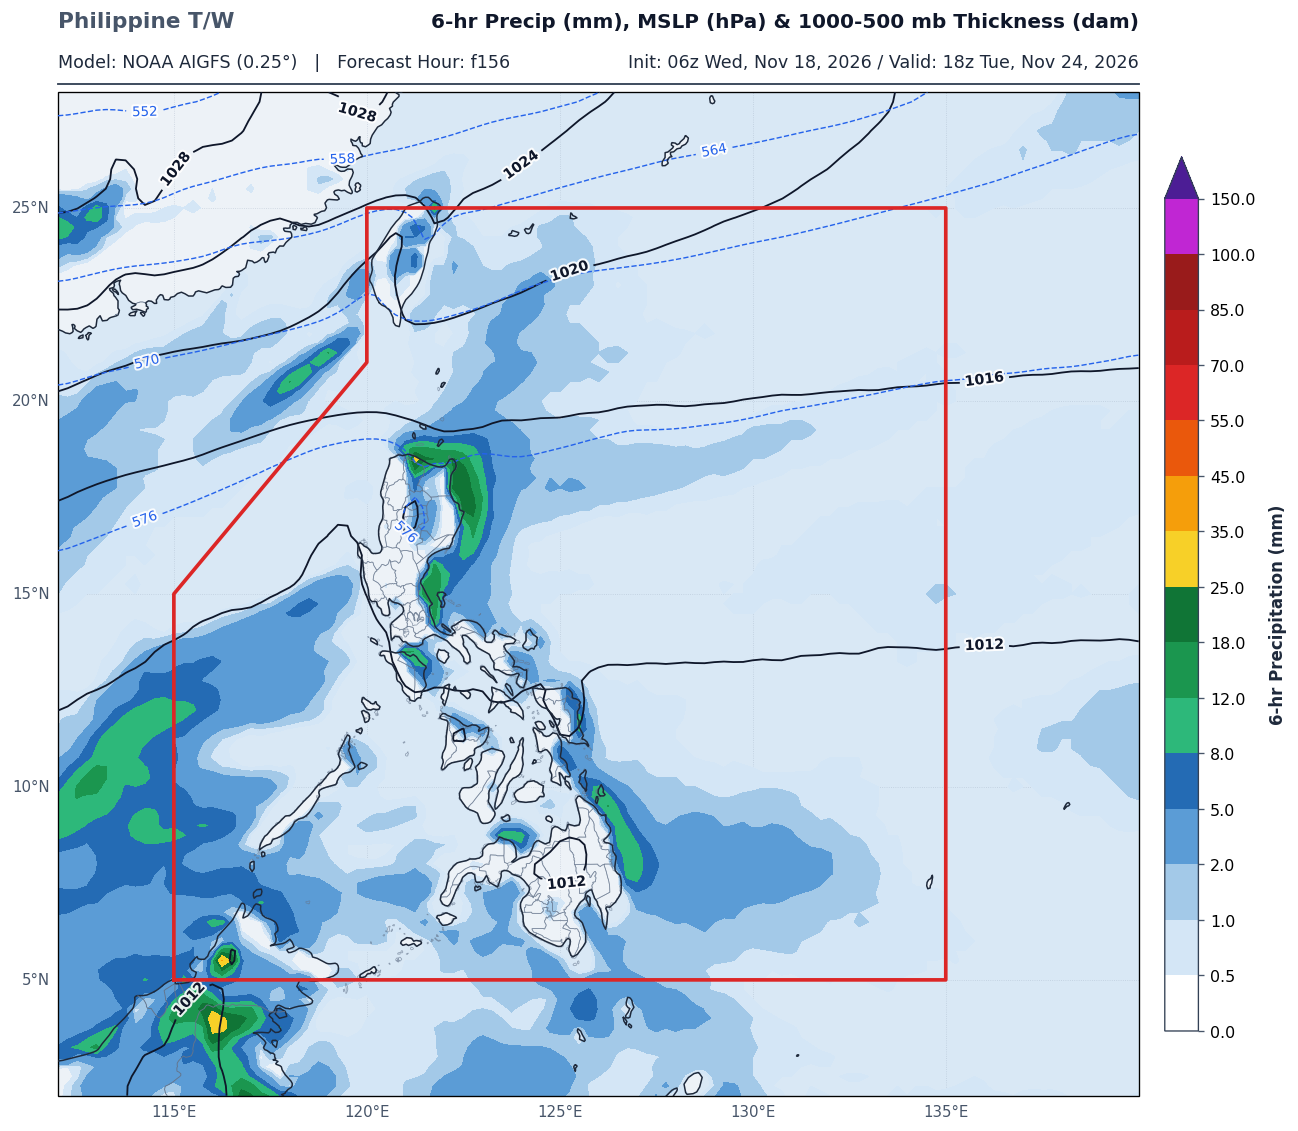 Philippine T/W
6-hr Precip (mm), MSLP (hPa) & 1000-500 mb Thickness (dam)
Model: NOAA AIGFS (0.25°) | Forecast Hour: f156
Init: 06z Wed, Nov 18, 2026 / Valid: 18z Tue, Nov 24, 2026
552
1028
1028
558
1024
564
25°N
1020
570
1016
20°N
576
576
15°N
1012
10°N
1012
5°N
1012
115°E
120°E
125°E
130°E
135°E
150.0
100.0
85.0
70.0
55.0
45.0
35.0
25.0
18.0
12.0
8.0
5.0
2.0
1.0
0.5
0.0
6-hr Precipitation (mm)